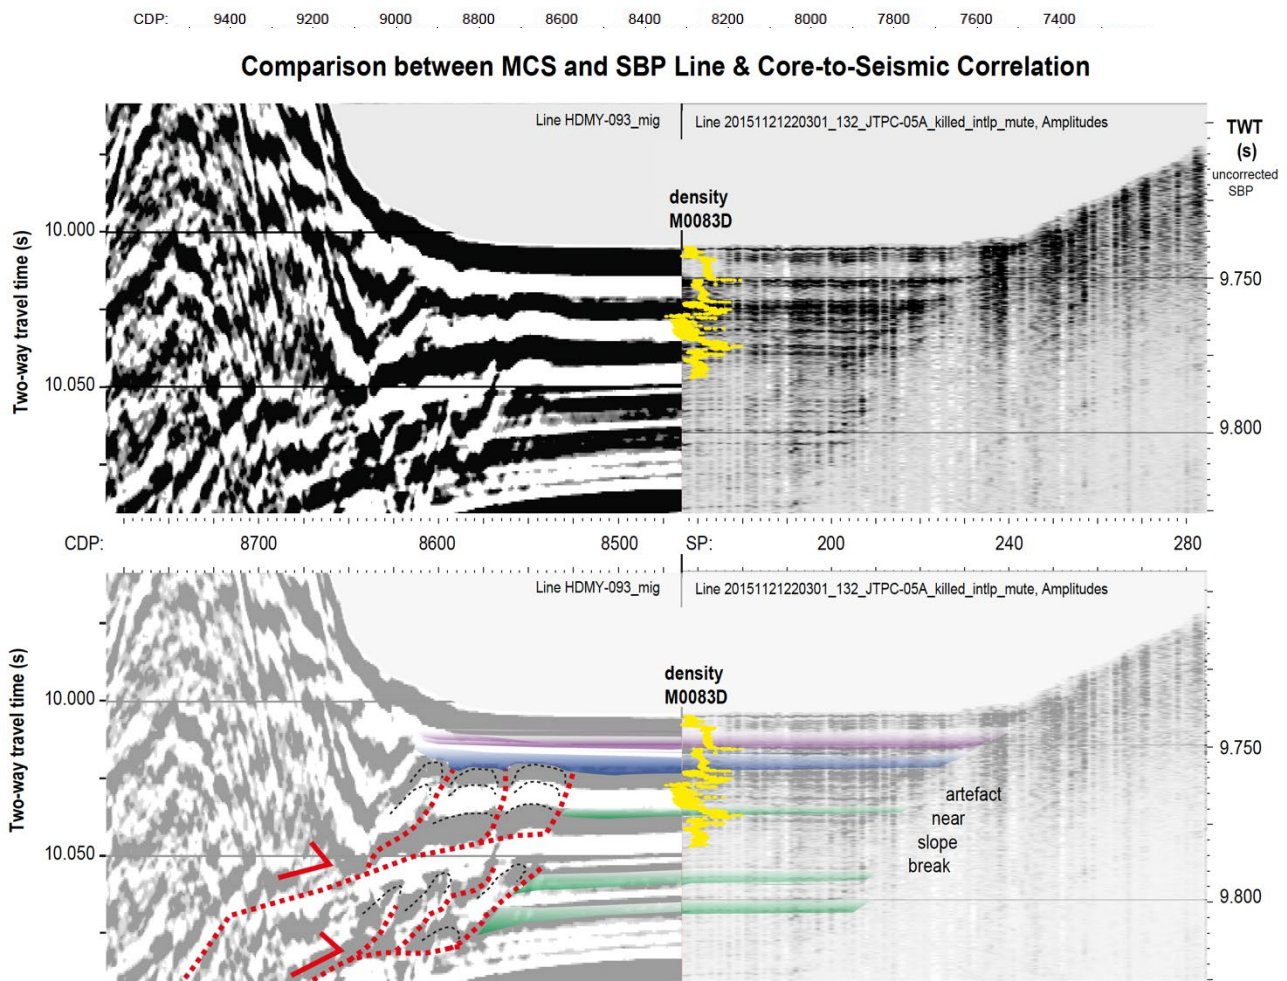 CDP: 9400 9200 9000 8800 8600 8400 8200 8000 7800 7600 7400
Comparison between MCS and SBP Line & Core-to-Seismic Correlation
Line HDMY-093_mig
Line 20151121220301_132_JTPC-05A_killed_intlp_mute, Amplitudes
TWT
(s)
uncorrected
SBP
density
M0083D
Two-way travel time (s)
10.000
10.050
9.750
9.800
CDP: 8700 8600 8500 SP: 200 240 280
Line HDMY-093_mig
Line 20151121220301_132_JTPC-05A_killed_intlp_mute, Amplitudes
density
M0083D
Two-way travel time (s)
10.000
10.050
9.750
9.800
artefact
near
slope
break